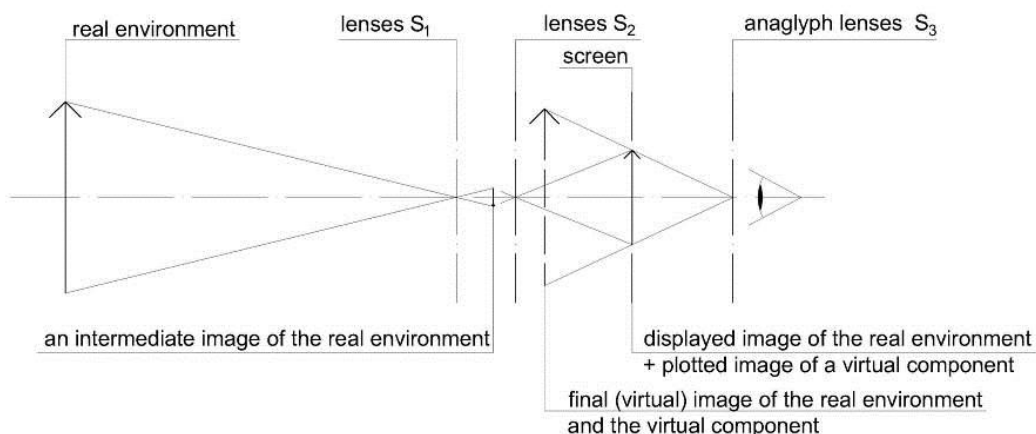 real environment
lenses S₁
lenses S₂
anaglyph lenses S₃
screen
an intermediate image of the real environment
displayed image of the real environment
+ plotted image of a virtual component
final (virtual) image of the real environment
and the virtual component